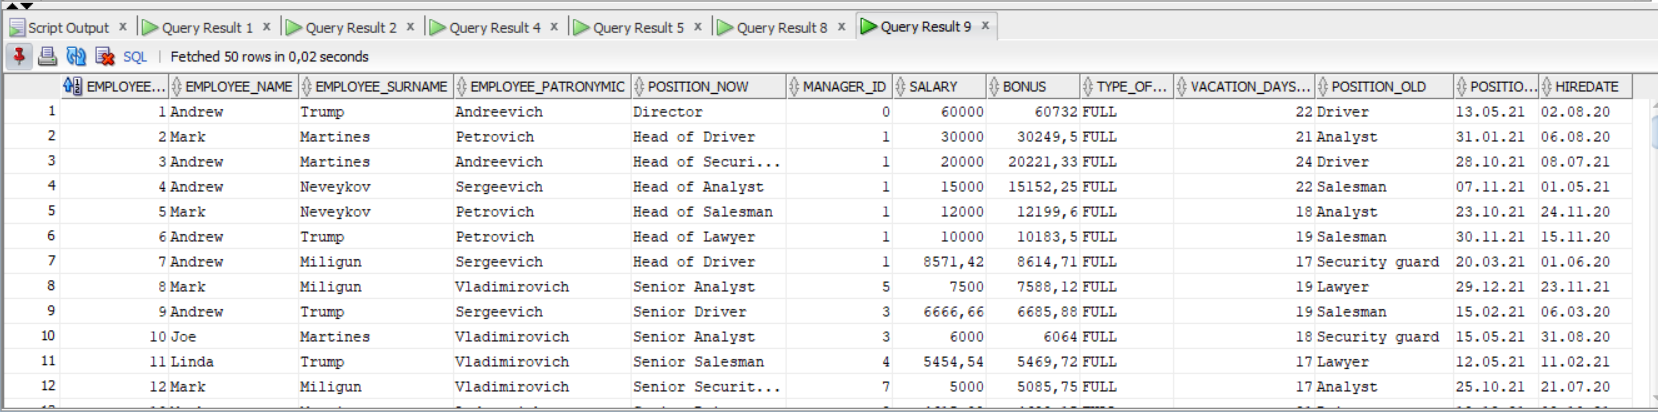 Script Output x Query Result 1 x Query Result 2 x Query Result 4 x Query Result 5 x Query Result 8 x Query Result 9 x
SQL | Fetched 50 rows in 0,02 seconds
EMPLOYEE... EMPLOYEE_NAME EMPLOYEE_SURNAME EMPLOYEE_PATRONYMIC POSITION_NOW MANAGER_ID SALARY BONUS TYPE_OF... VACATION_DAYS... POSITION_OLD POSITIO... HIREDATE
1 1 Andrew Trump Andreevich Director 0 60000 60732 FULL 22 Driver 13.05.21 02.08.20
2 2 Mark Martines Petrovich Head of Driver 1 30000 30249,5 FULL 21 Analyst 31.01.21 06.08.20
3 3 Andrew Martines Andreevich Head of Securi... 1 20000 20221,33 FULL 24 Driver 28.10.21 08.07.21
4 4 Andrew Neveykov Sergeevich Head of Analyst 1 15000 15152,25 FULL 22 Salesman 07.11.21 01.05.21
5 5 Mark Neveykov Petrovich Head of Salesman 1 12000 12199,6 FULL 18 Analyst 23.10.21 24.11.20
6 6 Andrew Trump Petrovich Head of Lawyer 1 10000 10183,5 FULL 19 Salesman 30.11.21 15.11.20
7 7 Andrew Miligun Sergeevich Head of Driver 1 8571,42 8614,71 FULL 17 Security guard 20.03.21 01.06.20
8 8 Mark Miligun Vladimirovich Senior Analyst 5 7500 7588,12 FULL 19 Lawyer 29.12.21 23.11.21
9 9 Andrew Trump Sergeevich Senior Driver 3 6666,66 6685,88 FULL 19 Salesman 15.02.21 06.03.20
10 10 Joe Martines Vladimirovich Senior Analyst 3 6000 6064 FULL 18 Security guard 15.05.21 31.08.20
11 11 Linda Trump Vladimirovich Senior Salesman 4 5454,54 5469,72 FULL 17 Lawyer 12.05.21 11.02.21
12 12 Mark Miligun Vladimirovich Senior Securit... 7 5000 5085,75 FULL 17 Analyst 25.10.21 21.07.20